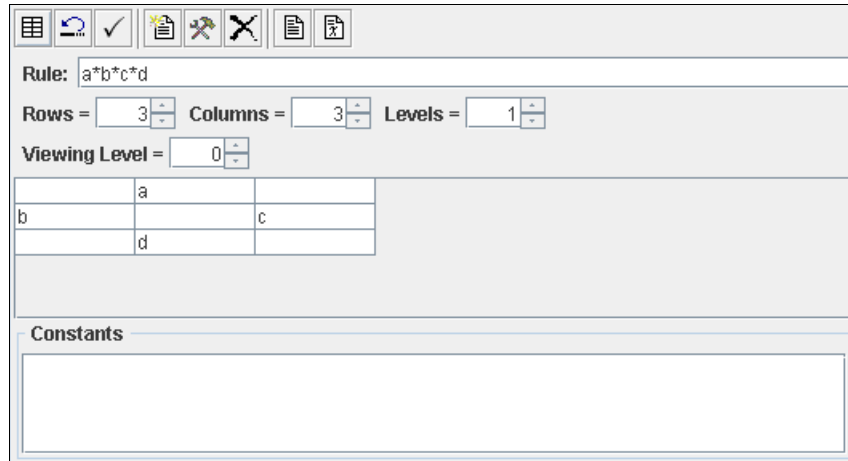 Rule: a*b*c*d
Rows = 3 Columns = 3 Levels = 1
Viewing Level = 0
a
b c
d
Constants